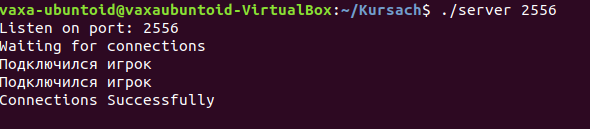 vaxa-ubuntoid@vaxaubuntoid-VirtualBox:~/Kursach$ ./server 2556
Listen on port: 2556
Waiting for connections
Подключился игрок
Подключился игрок
Connections Successfully